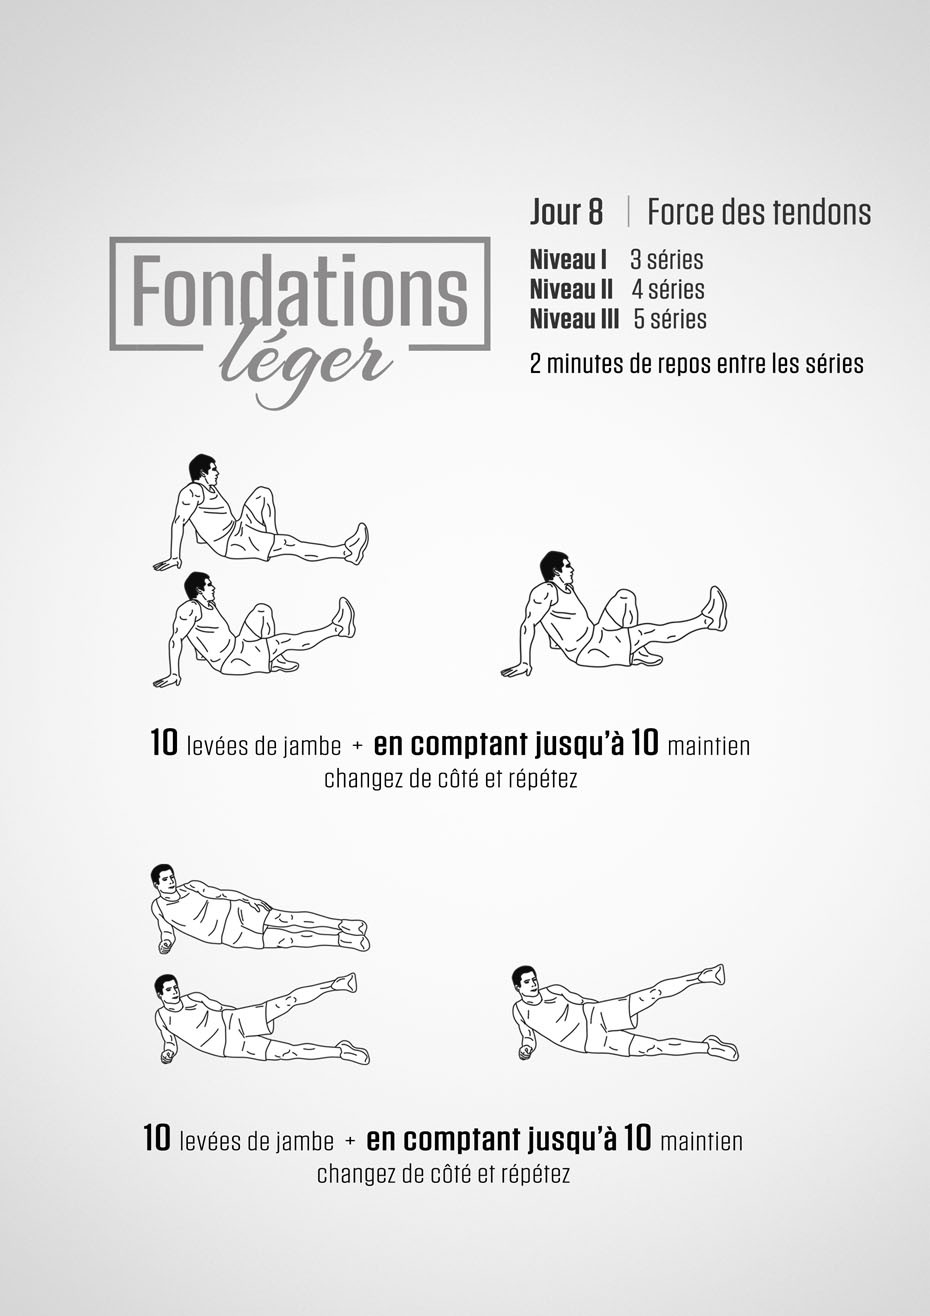 Fondations
léger
Jour 8 | Force des tendons
Niveau I 3 séries
Niveau II 4 séries
Niveau III 5 séries
2 minutes de repos entre les séries
10 levées de jambe + en comptant jusqu'à 10 maintien
changez de côté et répétez
10 levées de jambe + en comptant jusqu'à 10 maintien
changez de côté et répétez